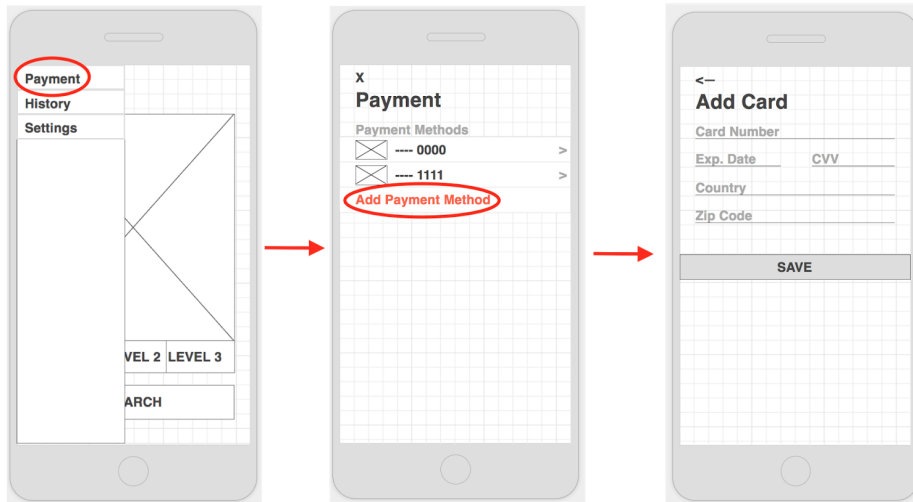 Payment
History
Settings
VEL 2 LEVEL 3
ARCH
X
Payment
Payment Methods
---- 0000 >
---- 1111 >
Add Payment Method
<—
Add Card
Card Number
Exp. Date CVV
Country
Zip Code
SAVE